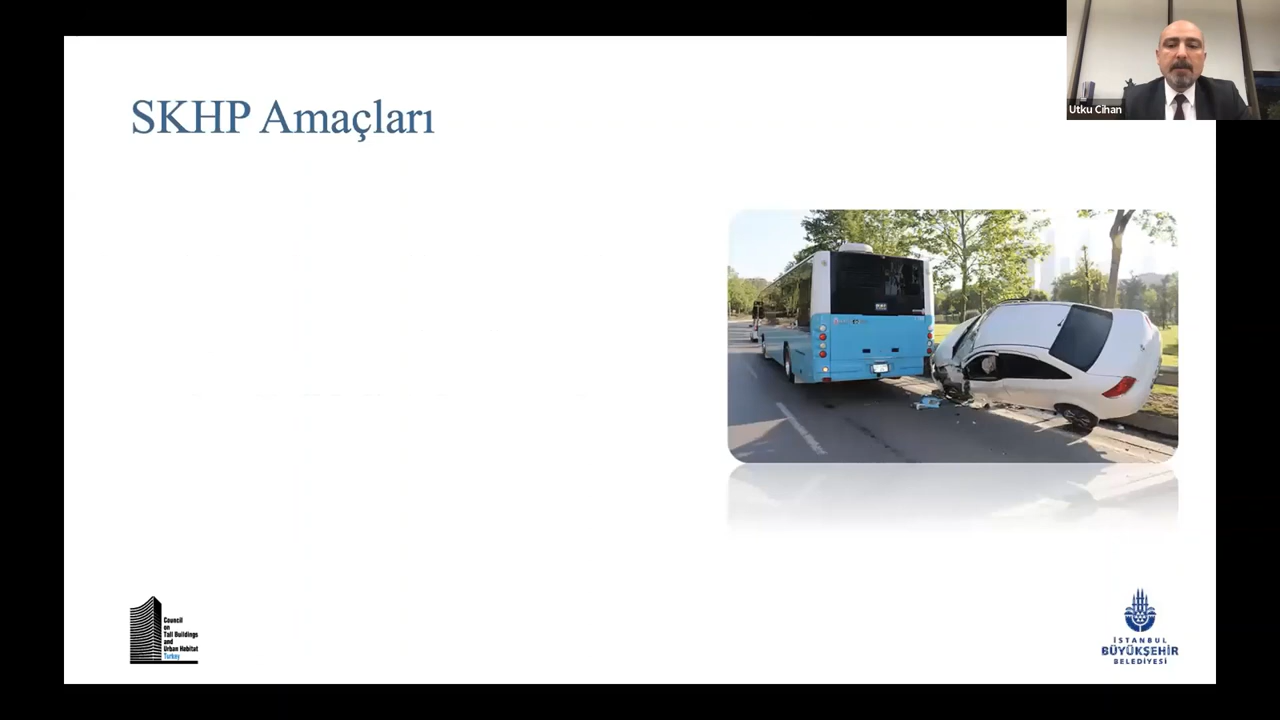 Utku Cihan
SKHP Amaçları
Council
on
Tall Buildings
and
Urban Habitat
Turkey
İSTANBUL
BÜYÜKŞEHİR
BELEDİYESİ